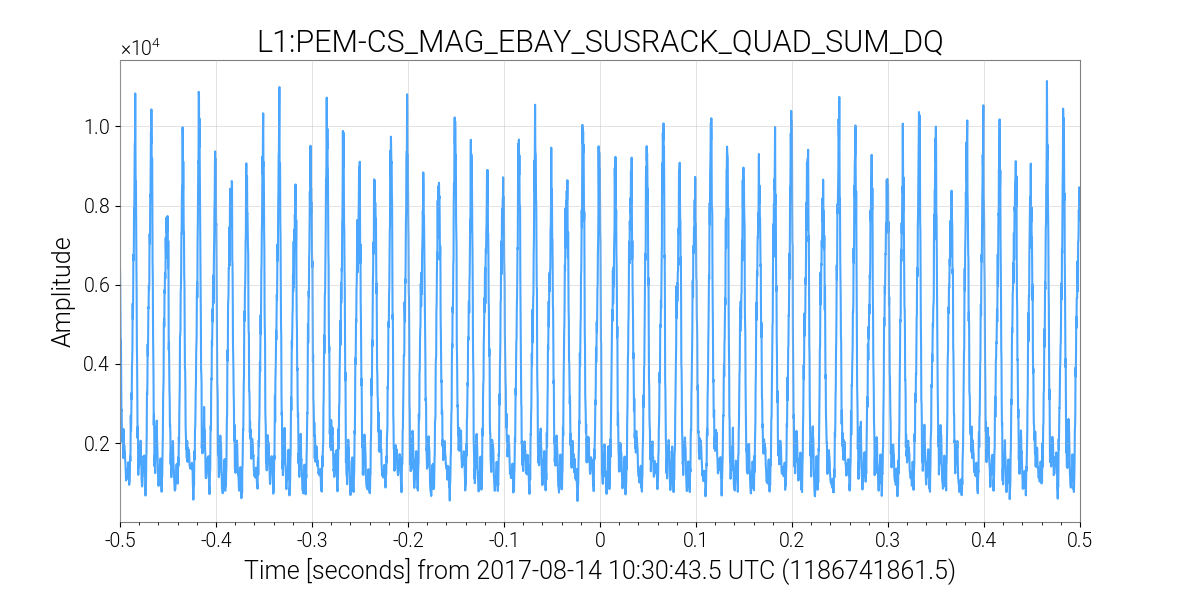 L1:PEM-CS_MAG_EBAY_SUSRACK_QUAD_SUM_DQ
×10⁴
1.0
0.8
0.6
0.4
0.2
Amplitude
-0.5 -0.4 -0.3 -0.2 -0.1 0 0.1 0.2 0.3 0.4 0.5
Time [seconds] from 2017-08-14 10:30:43.5 UTC (1186741861.5)